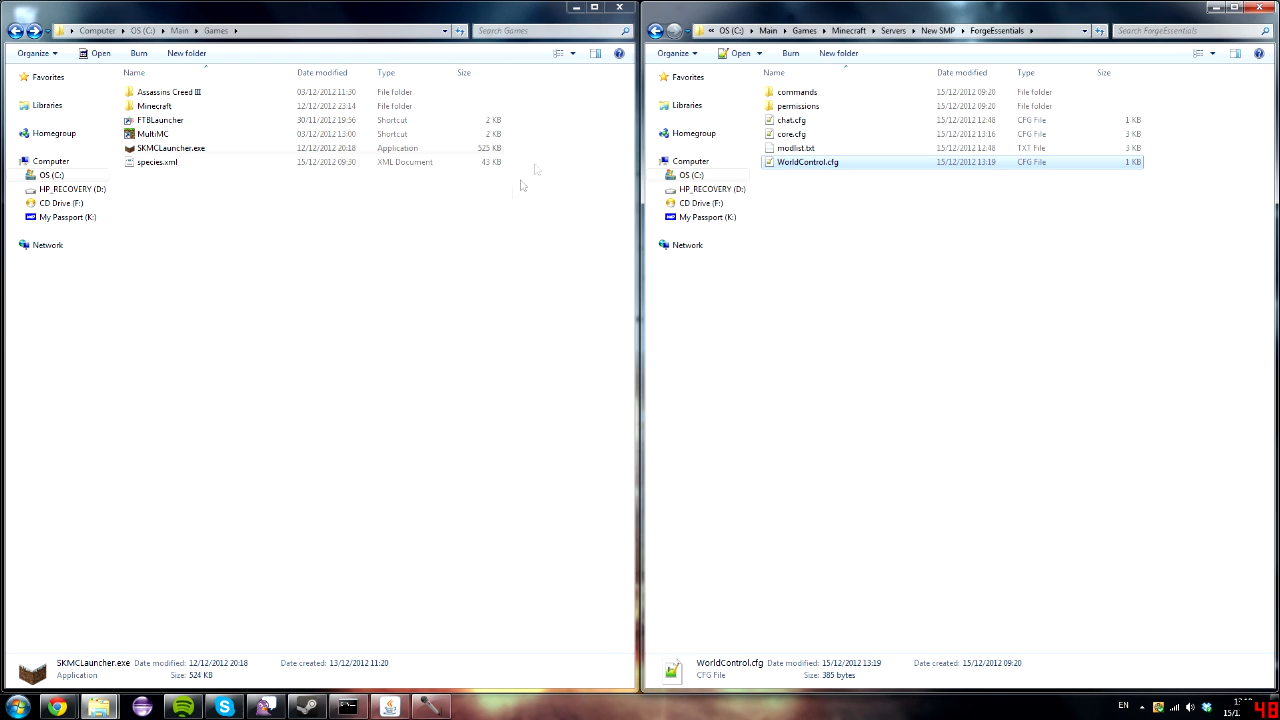 Computer OS (C:) Main Games Search Games
Organize Open Burn New folder
Name Date modified Type Size
Favorites
Libraries
Homegroup
Computer
OS (C:)
HP_RECOVERY (D:)
CD Drive (F:)
My Passport (K:)
Network
Assassins Creed III 03/12/2012 11:30 File folder
Minecraft 12/12/2012 23:14 File folder
FTBLauncher 30/11/2012 19:56 Shortcut 2 KB
MultiMC 03/12/2012 13:00 Shortcut 2 KB
SKMCLauncher.exe 12/12/2012 20:18 Application 525 KB
species.xml 15/12/2012 09:30 XML Document 43 KB
SKMCLauncher.exe Date modified: 12/12/2012 20:18 Date created: 13/12/2012 11:20
Application Size: 524 KB
« OS (C:) Main Games Minecraft Servers New SMP ForgeEssentials Search ForgeEssentials
Organize Open Burn New folder
Name Date modified Type Size
Favorites
Libraries
Homegroup
Computer
OS (C:)
HP_RECOVERY (D:)
CD Drive (F:)
My Passport (K:)
Network
commands 15/12/2012 09:20 File folder
permissions 15/12/2012 09:20 File folder
chat.cfg 15/12/2012 12:48 CFG File 1 KB
core.cfg 15/12/2012 13:16 CFG File 3 KB
modlist.txt 15/12/2012 12:48 TXT File 3 KB
WorldControl.cfg 15/12/2012 13:19 CFG File 1 KB
WorldControl.cfg Date modified: 15/12/2012 13:19 Date created: 15/12/2012 09:20
CFG File Size: 385 bytes
EN
48